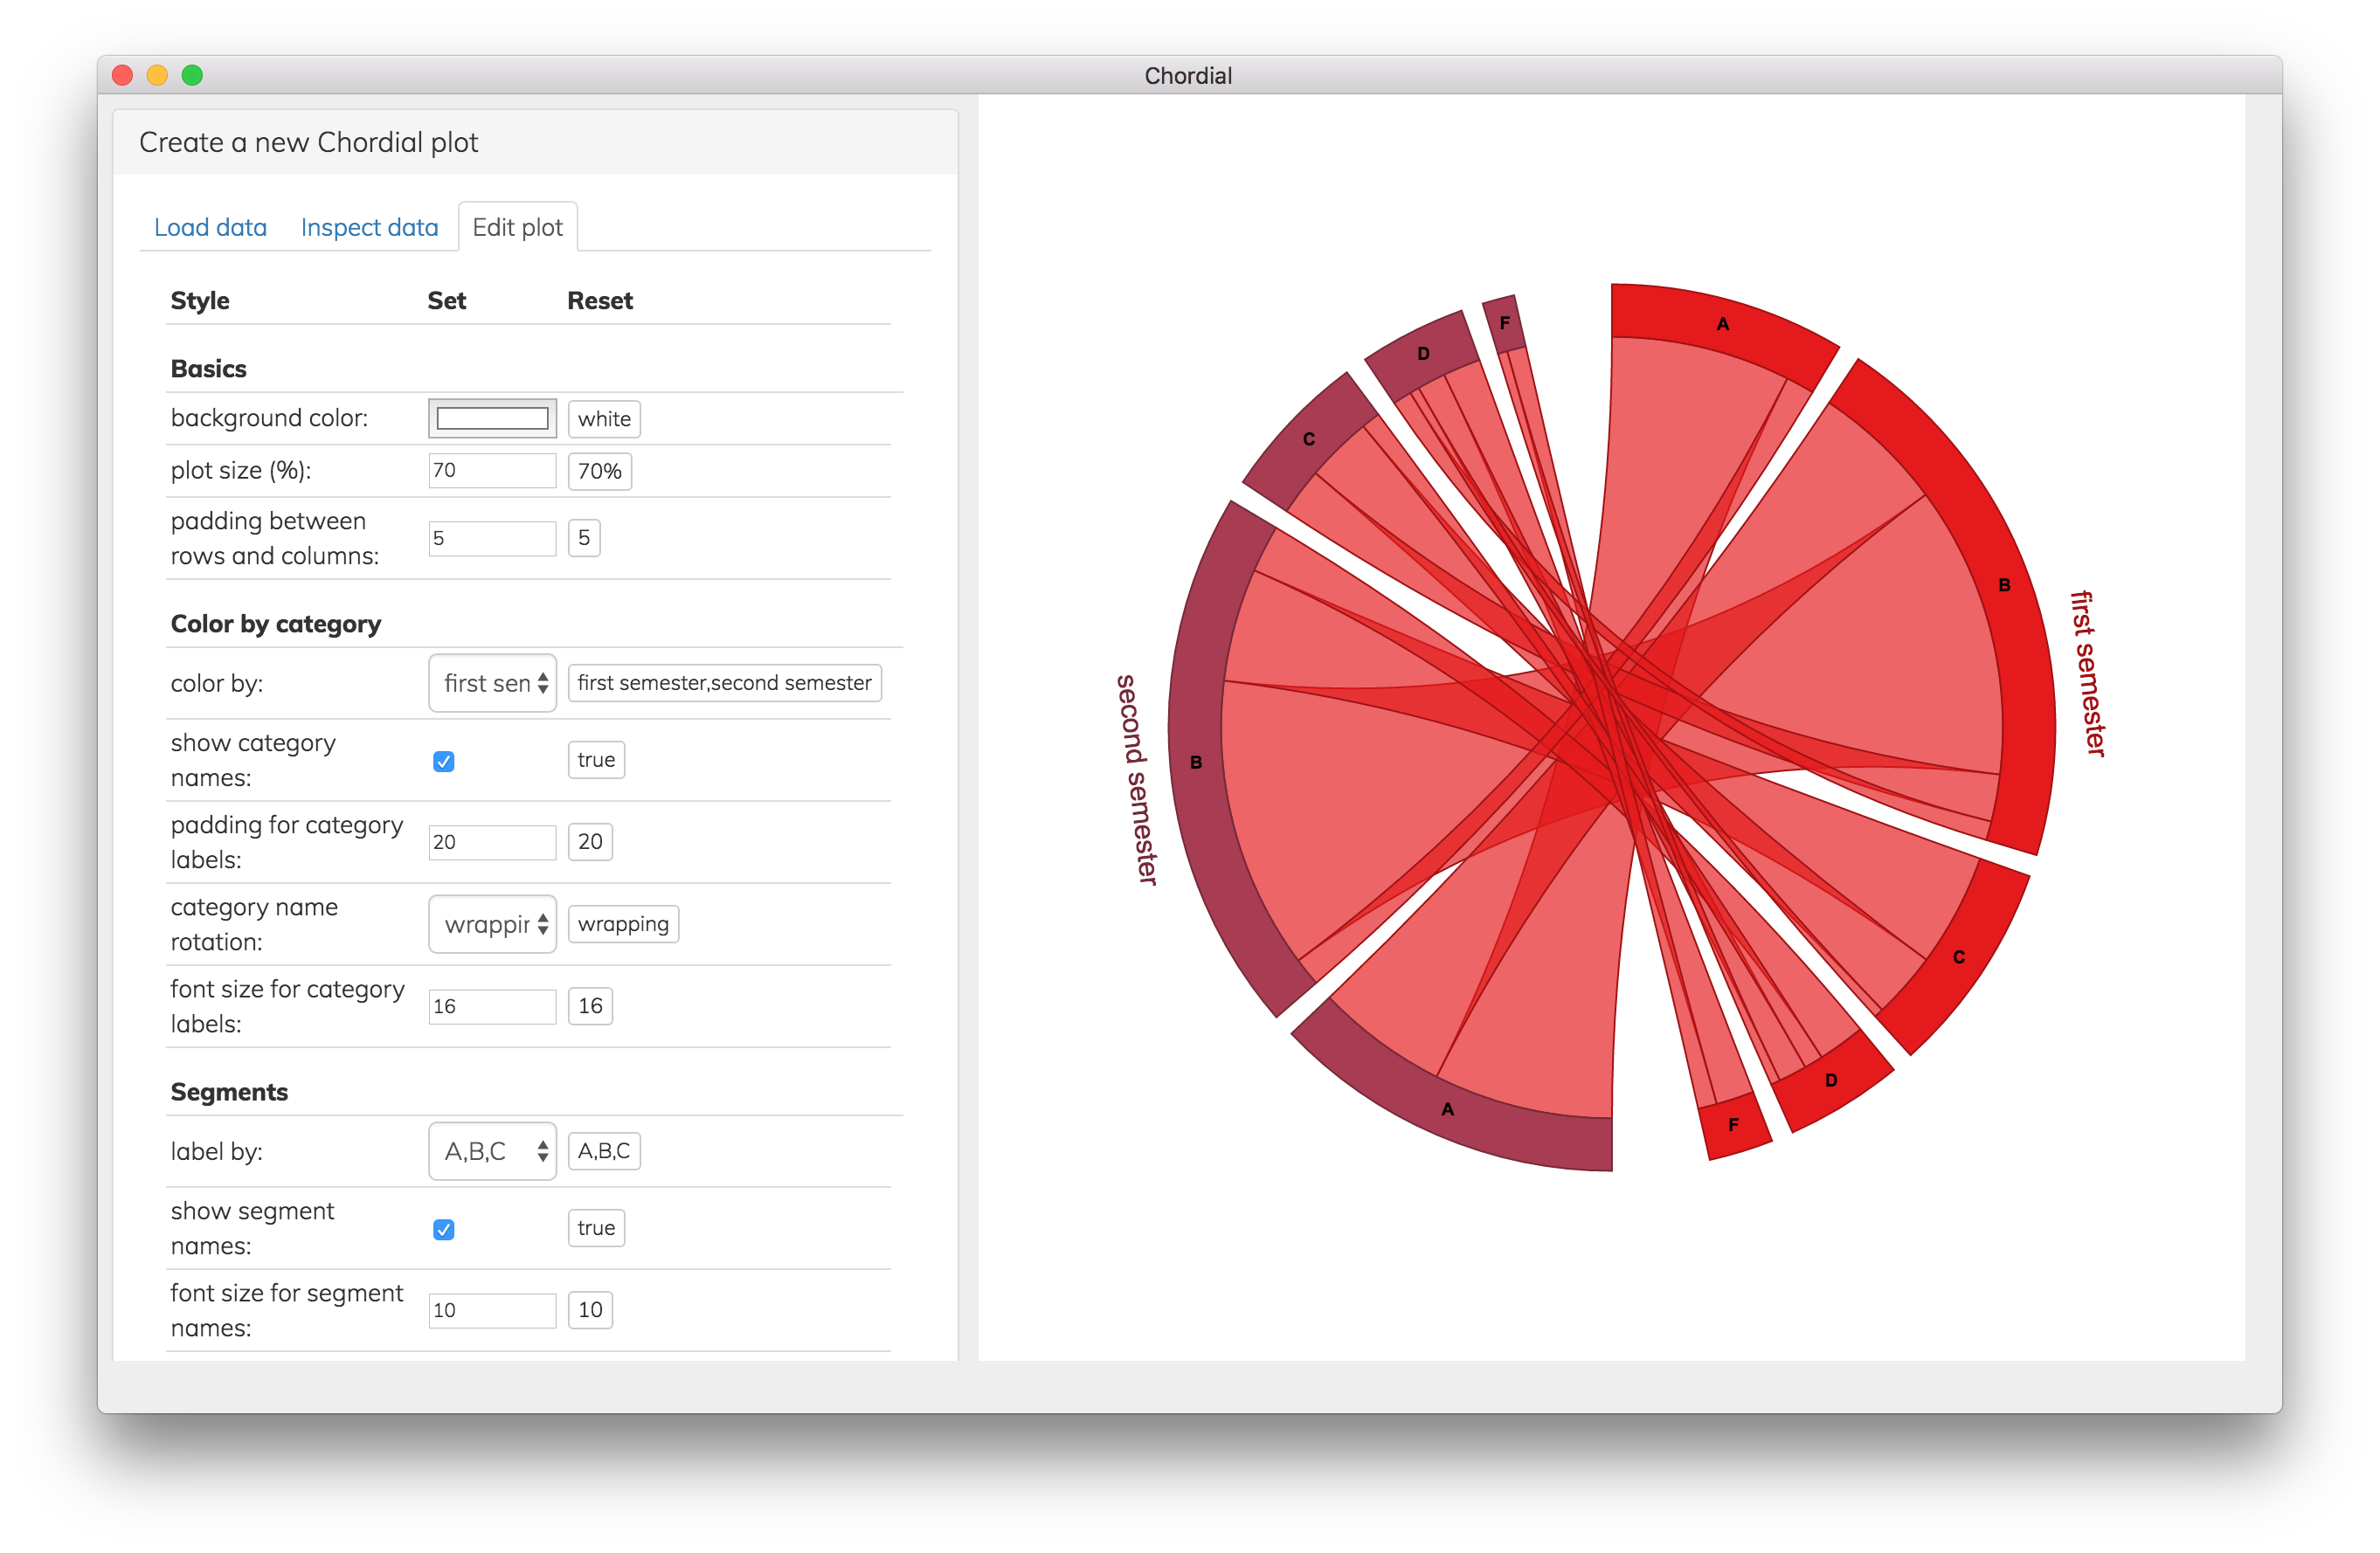 Chordial
Create a new Chordial plot
Load data Inspect data Edit plot
Style Set Reset
Basics
background color: white
plot size (%): 70 70%
padding between
rows and columns: 5 5
Color by category
color by: first sem first semester,second semester
show category
names: true
padding for category
labels: 20 20
category name
rotation: wrappin wrapping
font size for category
labels: 16 16
Segments
label by: A,B,C A,B,C
show segment
names: true
font size for segment
names: 10 10
A
B
C
D
F
first semester
A
B
C
D
F
second semester